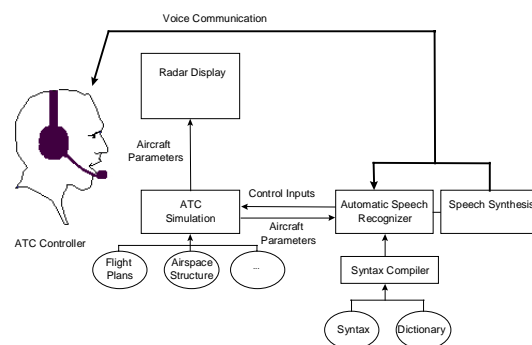 Voice Communication
Radar Display
Aircraft
Parameters
Control Inputs
ATC
Simulation
Automatic Speech
Recognizer
Speech Synthesis
Aircraft
Parameters
ATC Controller
Flight
Plans
Airspace
Structure
...
Syntax Compiler
Syntax
Dictionary